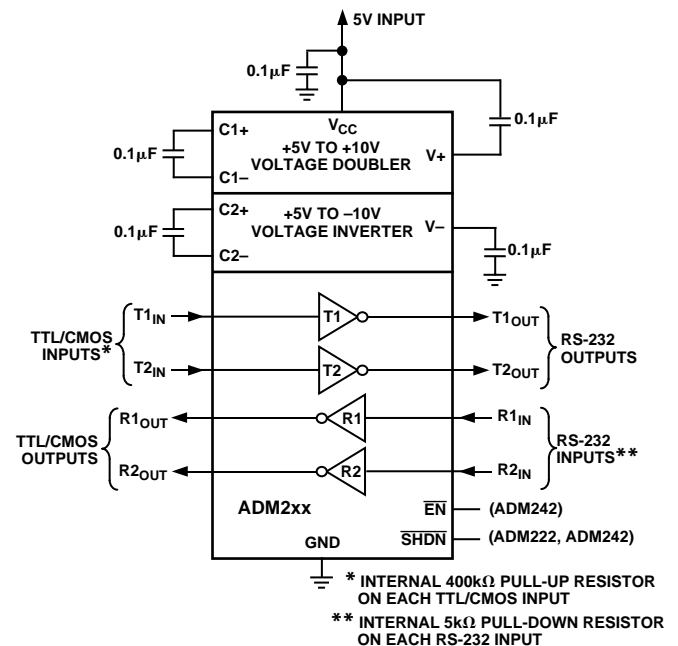 5V INPUT
0.1μF
VCC
C1+
+5V TO +10V
VOLTAGE DOUBLER
C1–
V+
0.1μF
0.1μF
C2+
+5V TO –10V
VOLTAGE INVERTER
C2–
V–
0.1μF
0.1μF
TTL/CMOS
INPUTS*
T1IN
T1
T1OUT
T2IN
T2
T2OUT
RS-232
OUTPUTS
TTL/CMOS
OUTPUTS
R1OUT
R1
R1IN
R2OUT
R2
R2IN
RS-232
INPUTS**
ADM2xx
E̅N̅ (ADM242)
S̅H̅D̅N̅ (ADM222, ADM242)
GND
* INTERNAL 400kΩ PULL-UP RESISTOR
ON EACH TTL/CMOS INPUT
** INTERNAL 5kΩ PULL-DOWN RESISTOR
ON EACH RS-232 INPUT